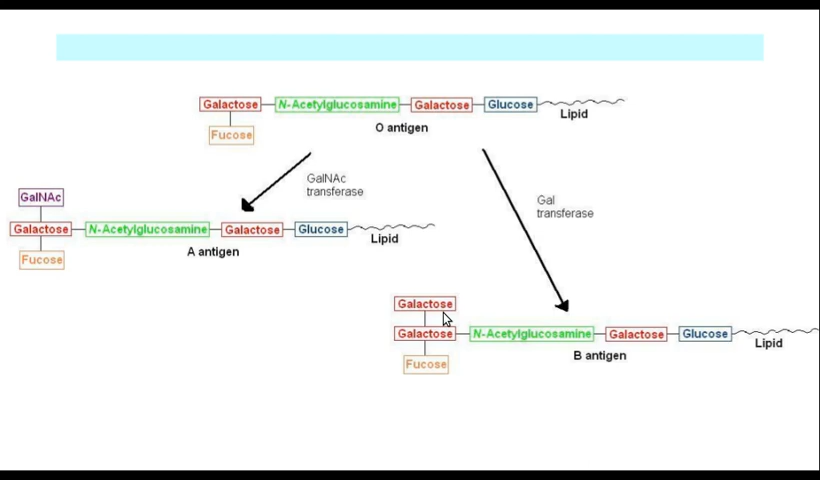 Galactose N-Acetylglucosamine Galactose Glucose
Lipid
Fucose
O antigen
GalNAc
transferase
Gal
transferase
GalNAc
Galactose N-Acetylglucosamine Galactose Glucose
Lipid
Fucose
A antigen
Galactose
Galactose N-Acetylglucosamine Galactose Glucose
Lipid
Fucose
B antigen